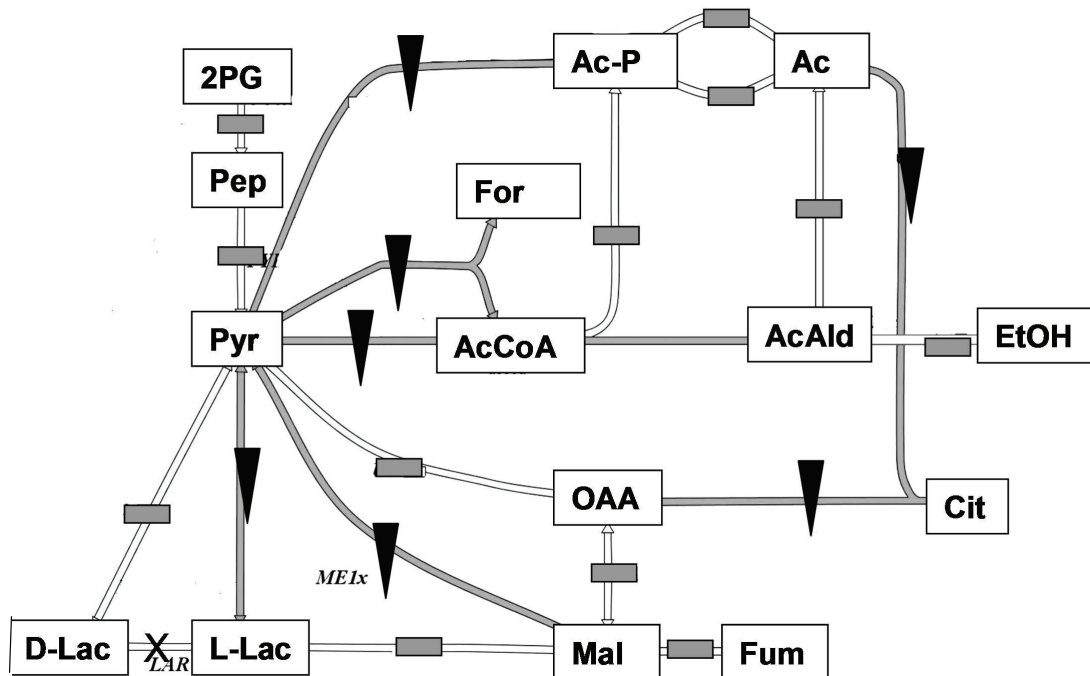 Ac-P
Ac
2PG
Pep
For
Pyr
AcCoA
AcAld
EtOH
OAA
Cit
ME1x
D-Lac
X
LAR
L-Lac
Mal
Fum